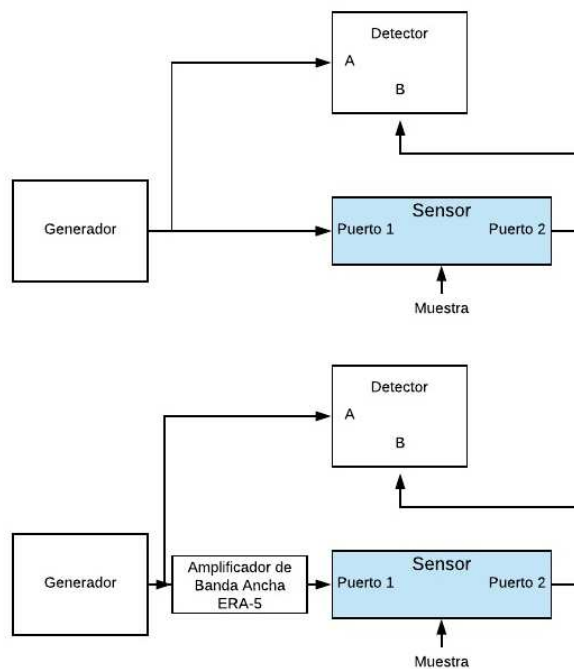 Detector
A
B
Generador
Sensor
Puerto 1
Puerto 2
Muestra
Detector
A
B
Generador
Amplificador de
Banda Ancha
ERA-5
Sensor
Puerto 1
Puerto 2
Muestra